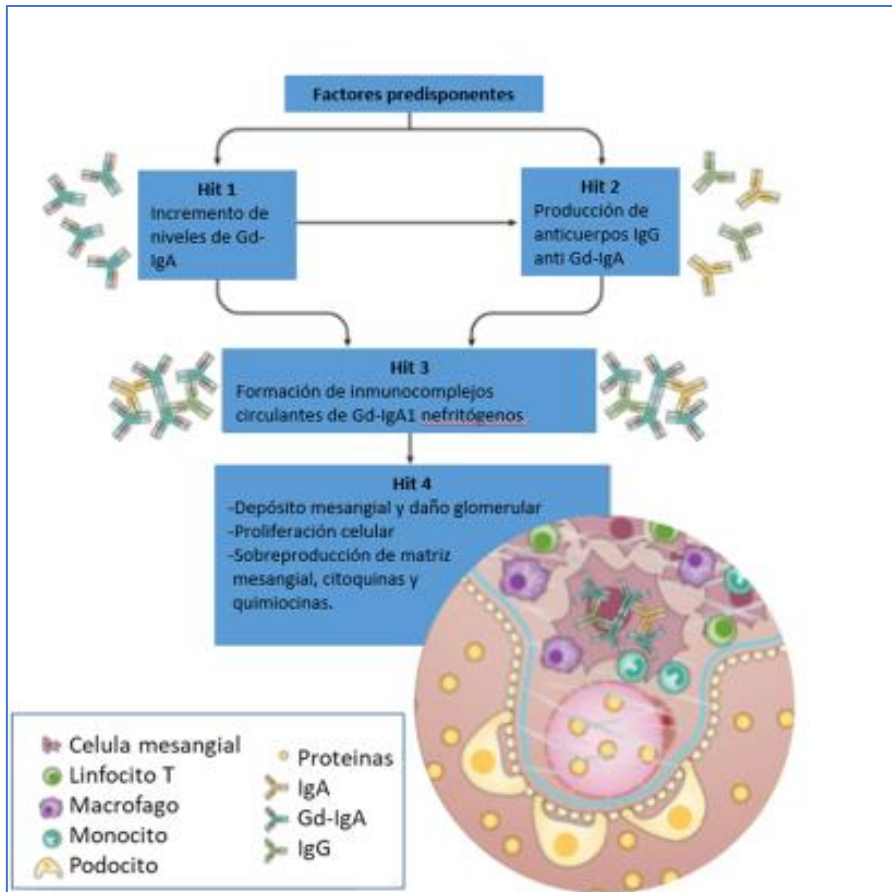 Factores predisponentes
Hit 1
Incremento de
niveles de Gd-
IgA
Hit 2
Producción de
anticuerpos IgG
anti Gd-IgA
Hit 3
Formación de inmunocomplejos
circulantes de Gd-IgA1 nefritógenos
Hit 4
-Depósito mesangial y daño glomerular
-Proliferación celular
-Sobreproducción de matriz
mesangial, citoquinas y
quimiocinas.
Celula mesangial
Linfocito T
Macrofago
Monocito
Podocito
Proteinas
IgA
Gd-IgA
IgG